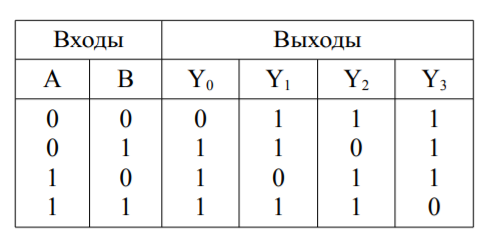 Входы Выходы
A B Y₀ Y₁ Y₂ Y₃
0 0 0 1 1 1
0 1 1 1 0 1
1 0 1 0 1 1
1 1 1 1 1 0